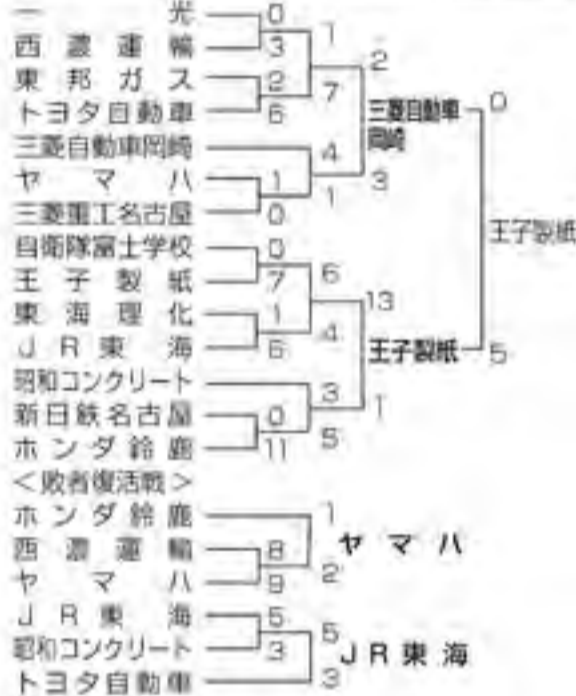 一光 0
西濃運輸 3
1
東邦ガス 2
トヨタ自動車 6
7
2
三菱自動車岡崎
4
ヤマハ 1
三菱重工名古屋 0
1
3
三菱自動車
岡崎
0
自衛隊富士学校 0
王子製紙 7
6
東海理化 1
JR東海 6
4
13
昭和コンクリート
3
新日鉄名古屋 0
ホンダ鈴鹿 11
5
1
王子製紙 5
王子製紙
<敗者復活戦>
ホンダ鈴鹿 1
西濃運輸 8
ヤマハ 9
2
ヤマハ
JR東海 5
昭和コンクリート 3
5
トヨタ自動車 3
JR東海